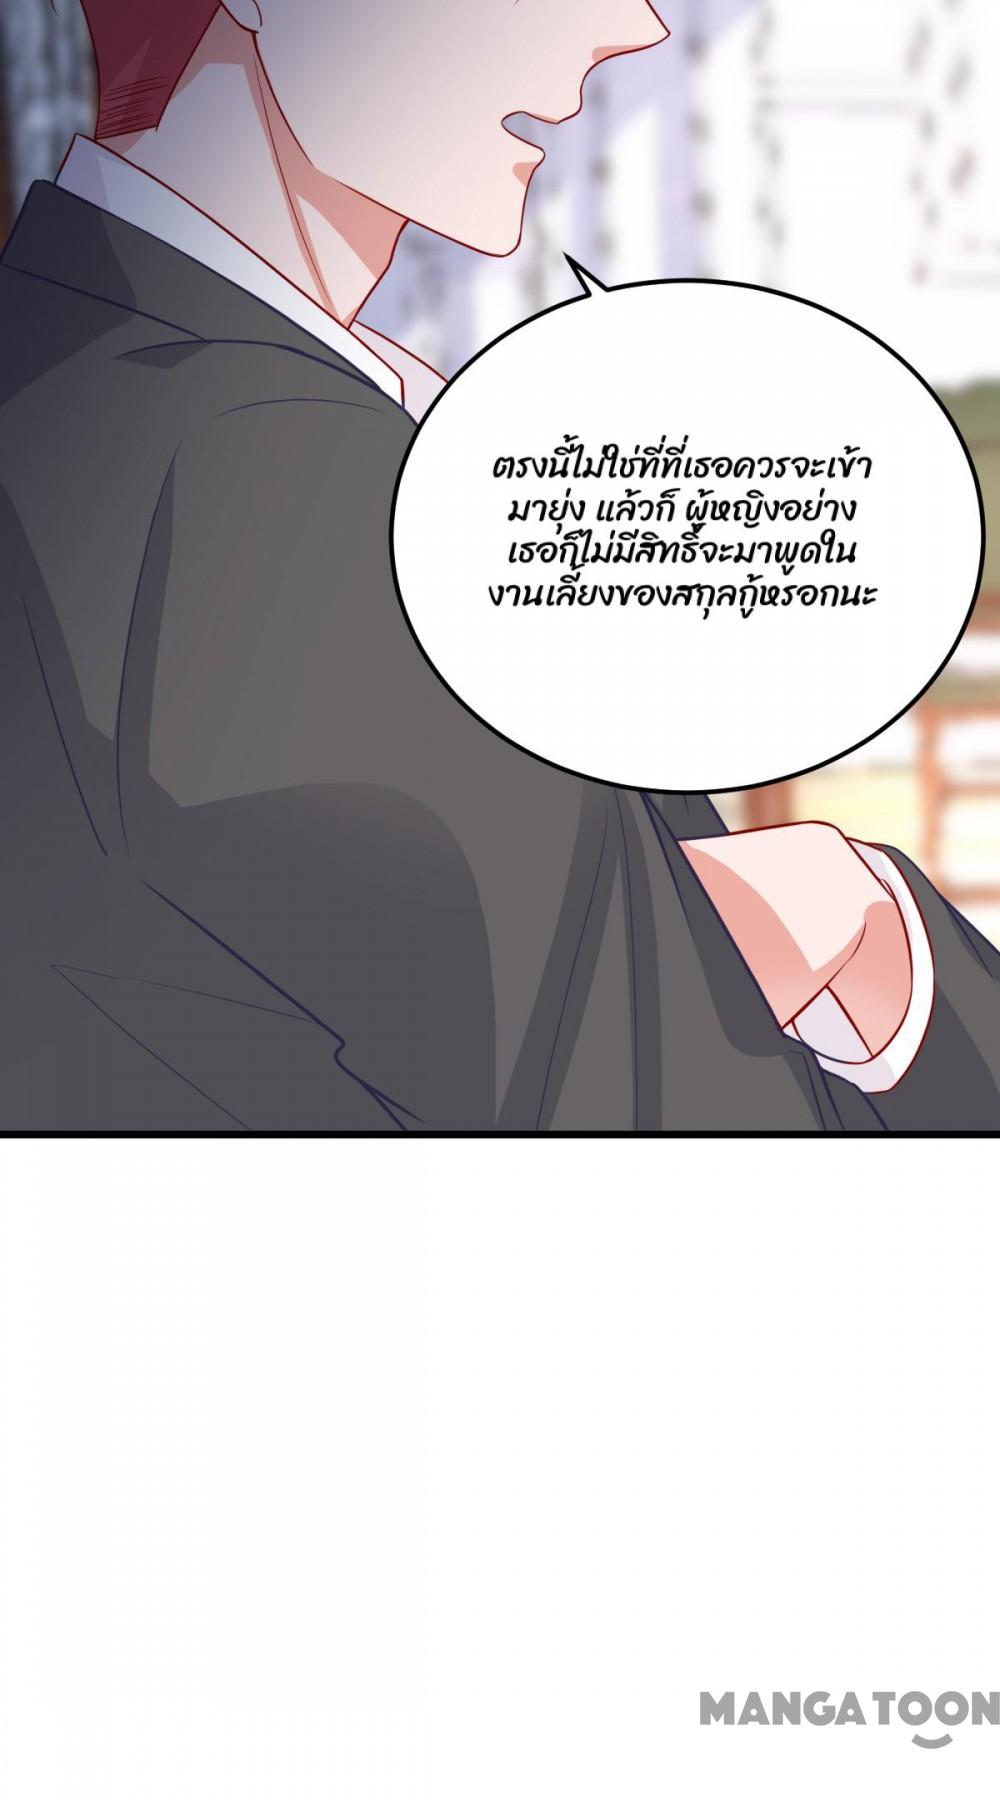 ตรงนี้ไม่ใช่ที่ที่เธอควรจะเข้า
มายุ่ง แล้วก็ ผู้หญิงอย่าง
เธอก็ไม่มีสิทธิ์จะมาพูดใน
งานเลี้ยงของสกุลกู้หรอกนะ
MANGATOON